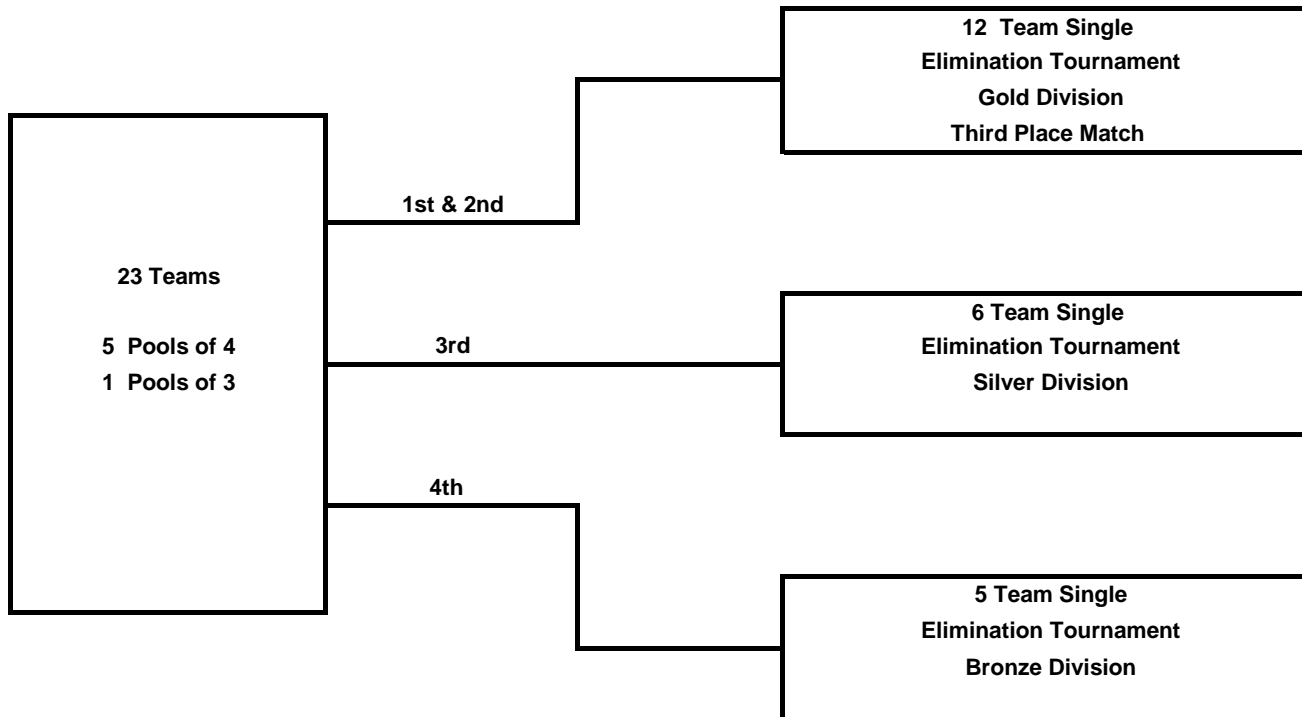 12 Team Single
Elimination Tournament
Gold Division
Third Place Match
1st & 2nd
23 Teams
5 Pools of 4
1 Pools of 3
6 Team Single
Elimination Tournament
Silver Division
3rd
4th
5 Team Single
Elimination Tournament
Bronze Division